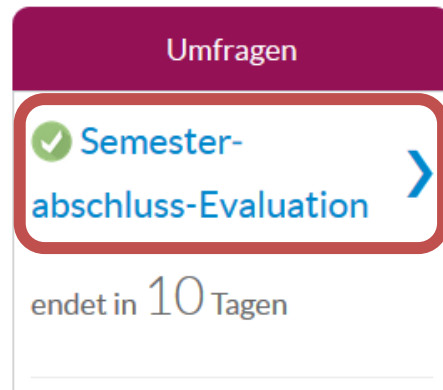 Umfragen
Semester-
abschluss-Evaluation
endet in 10 Tagen